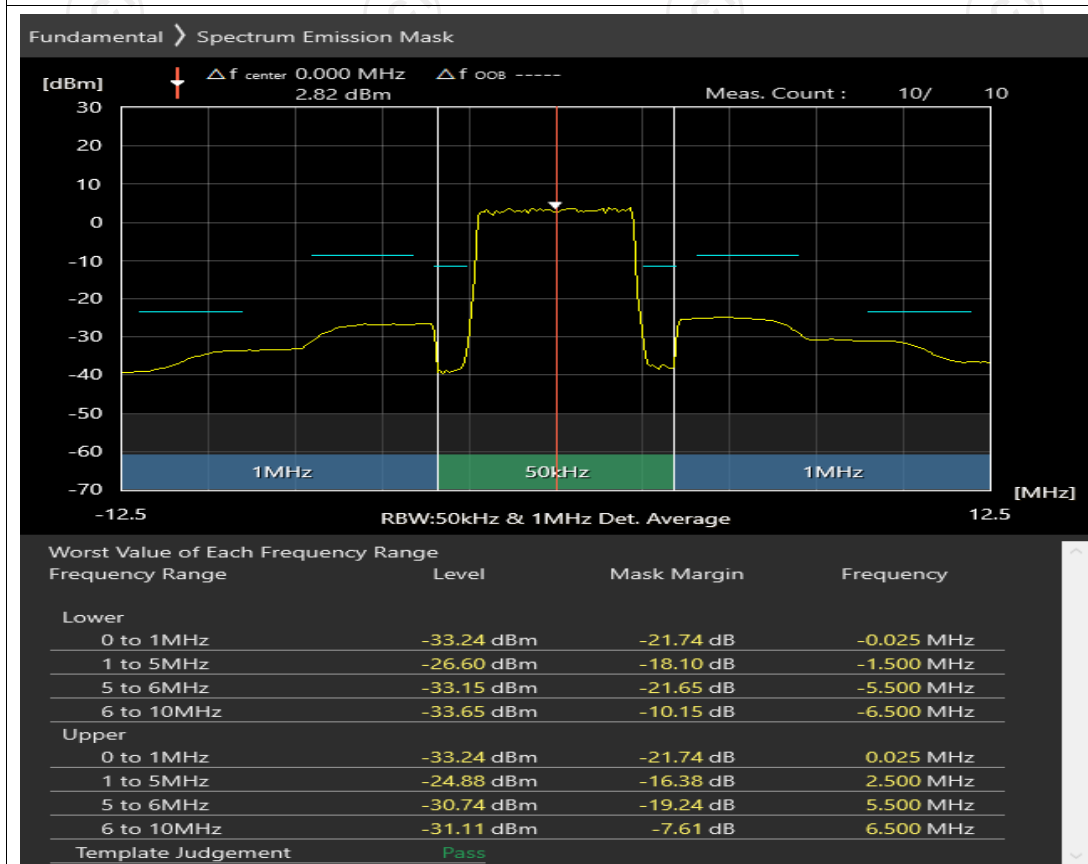 Fundamental ❯ Spectrum Emission Mask
[dBm] Δf center 0.000 MHz Δf OOB -----
2.82 dBm Meas. Count : 10/ 10
30
20
10
0
-10
-20
-30
-40
-50
-60
-70
1MHz 50kHz 1MHz
[MHz]
-12.5 RBW:50kHz & 1MHz Det. Average 12.5
Worst Value of Each Frequency Range
Frequency Range Level Mask Margin Frequency
Lower
0 to 1MHz -33.24 dBm -21.74 dB -0.025 MHz
1 to 5MHz -26.60 dBm -18.10 dB -1.500 MHz
5 to 6MHz -33.15 dBm -21.65 dB -5.500 MHz
6 to 10MHz -33.65 dBm -10.15 dB -6.500 MHz
Upper
0 to 1MHz -33.24 dBm -21.74 dB 0.025 MHz
1 to 5MHz -24.88 dBm -16.38 dB 2.500 MHz
5 to 6MHz -30.74 dBm -19.24 dB 5.500 MHz
6 to 10MHz -31.11 dBm -7.61 dB 6.500 MHz
Template Judgement Pass